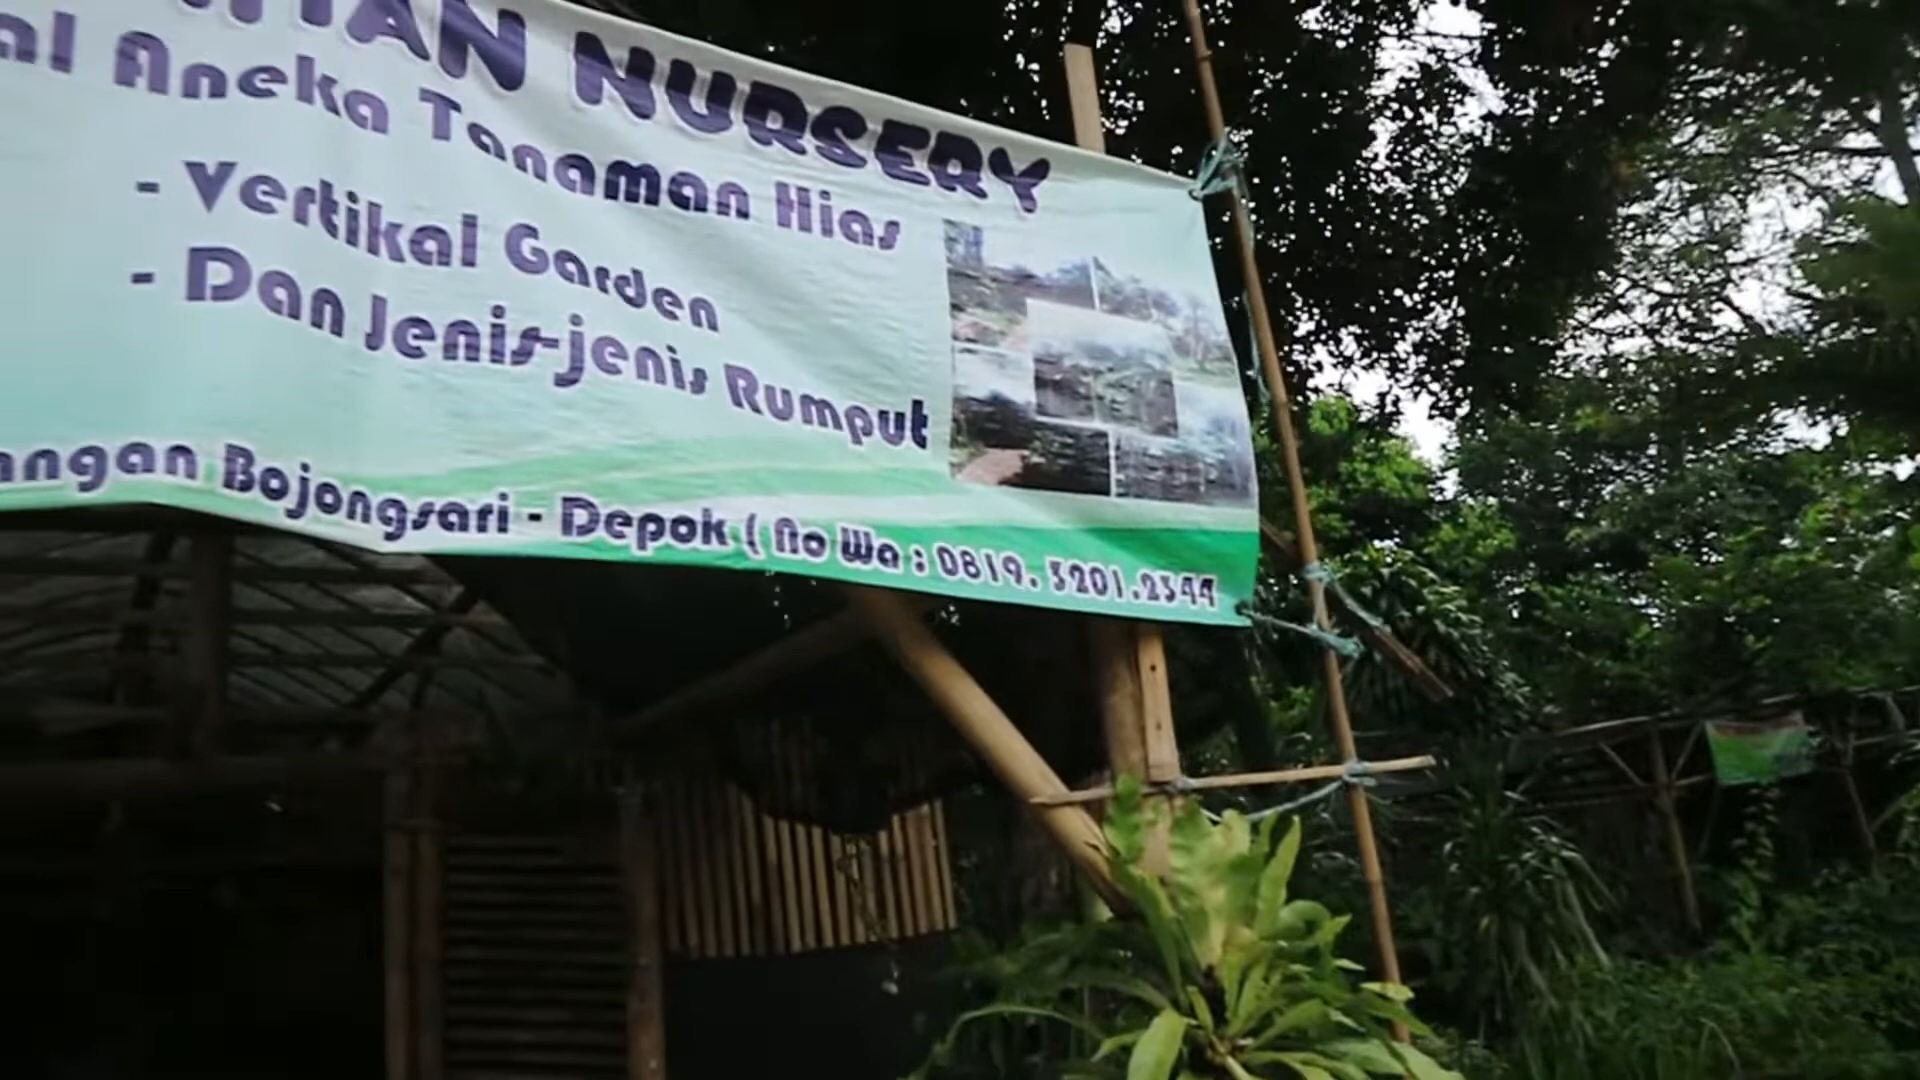 NURSERY
Aneka Tanaman Hias
- Vertikal Garden
- Dan Jenis-jenis Rumput
Bojongsari - Depok ( No Wa : 0819. 3201.2344